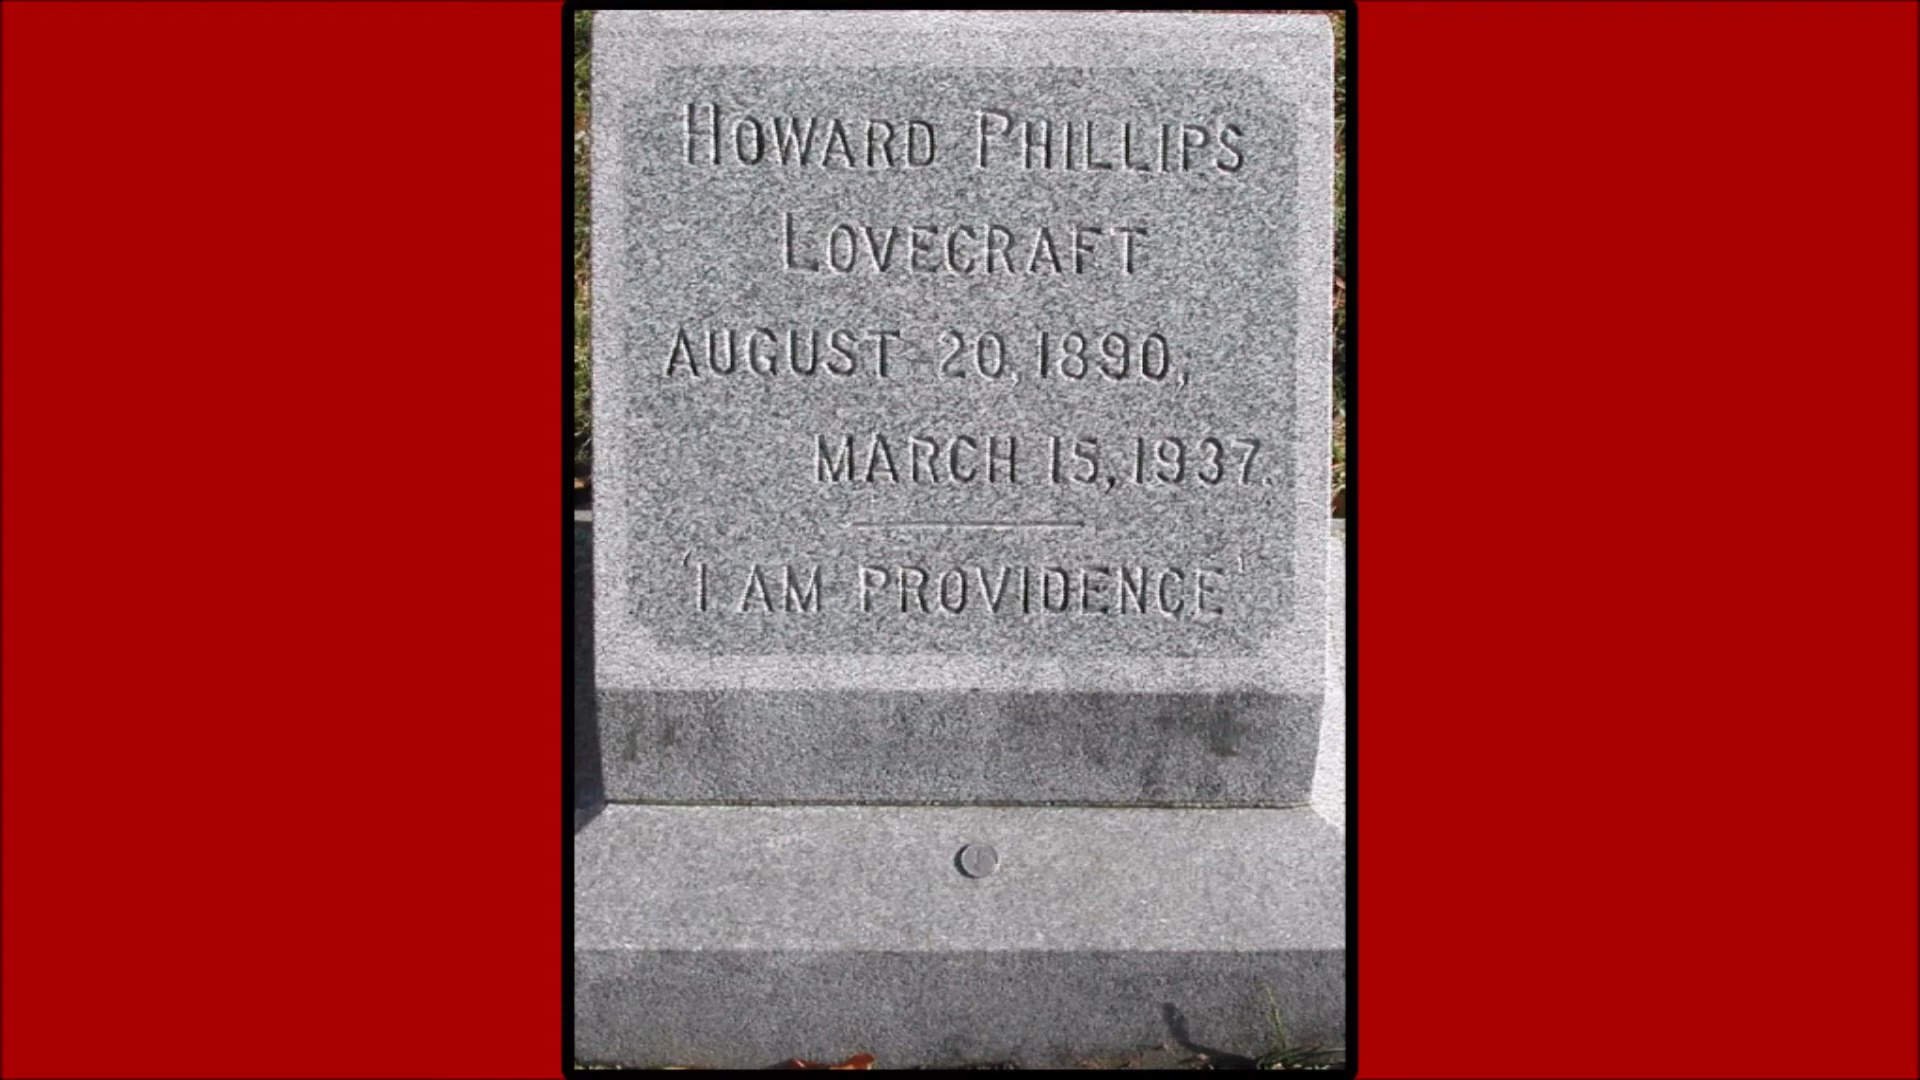 HOWARD PHILLIPS
LOVECRAFT
AUGUST 20, 1890;
MARCH 15, 1937.
'I AM PROVIDENCE'